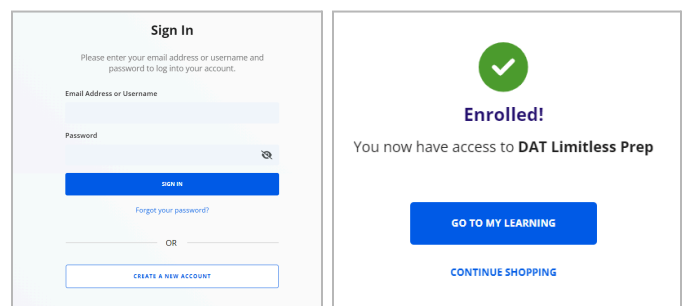 Sign In
Please enter your email address or username and
password to log into your account.
Email Address or Username
Password
SIGN IN
Forgot your password?
OR
CREATE A NEW ACCOUNT
Enrolled!
You now have access to DAT Limitless Prep
GO TO MY LEARNING
CONTINUE SHOPPING